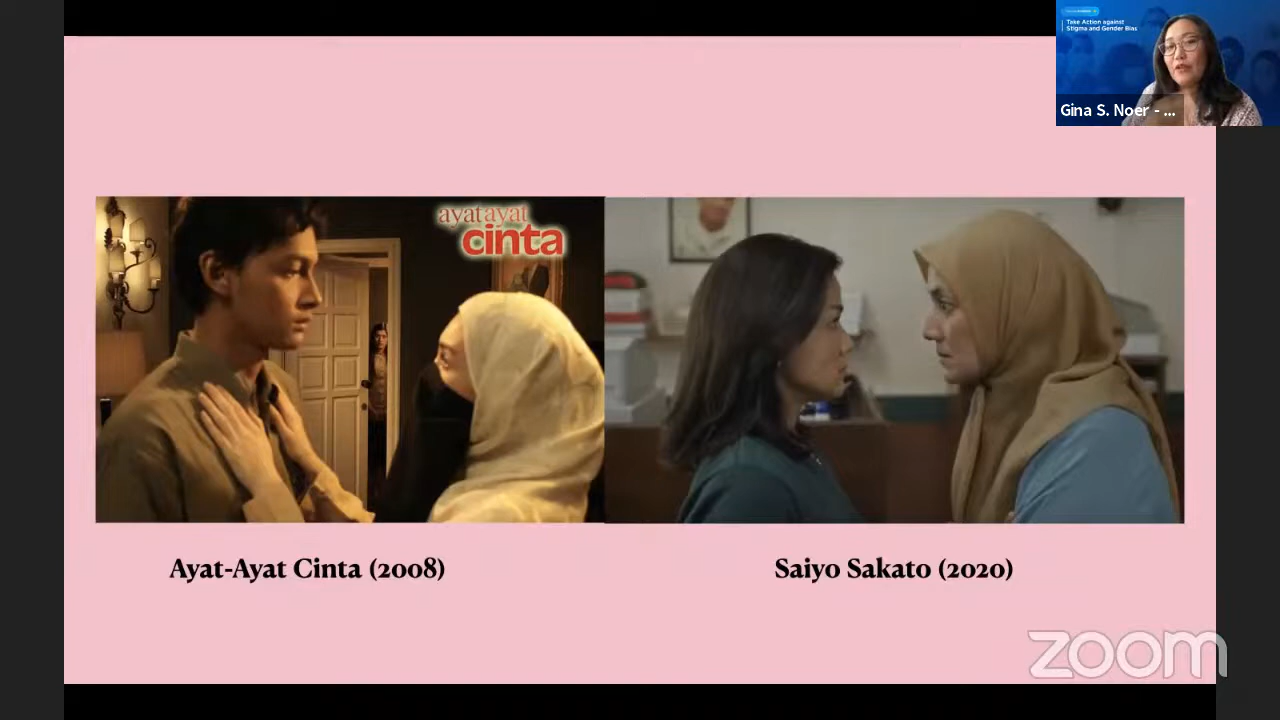 Take Action against
Stigma and Gender Bias
Gina S. Noer - ...
ayat ayat
cinta
Ayat-Ayat Cinta (2008)
Saiyo Sakato (2020)
zoom